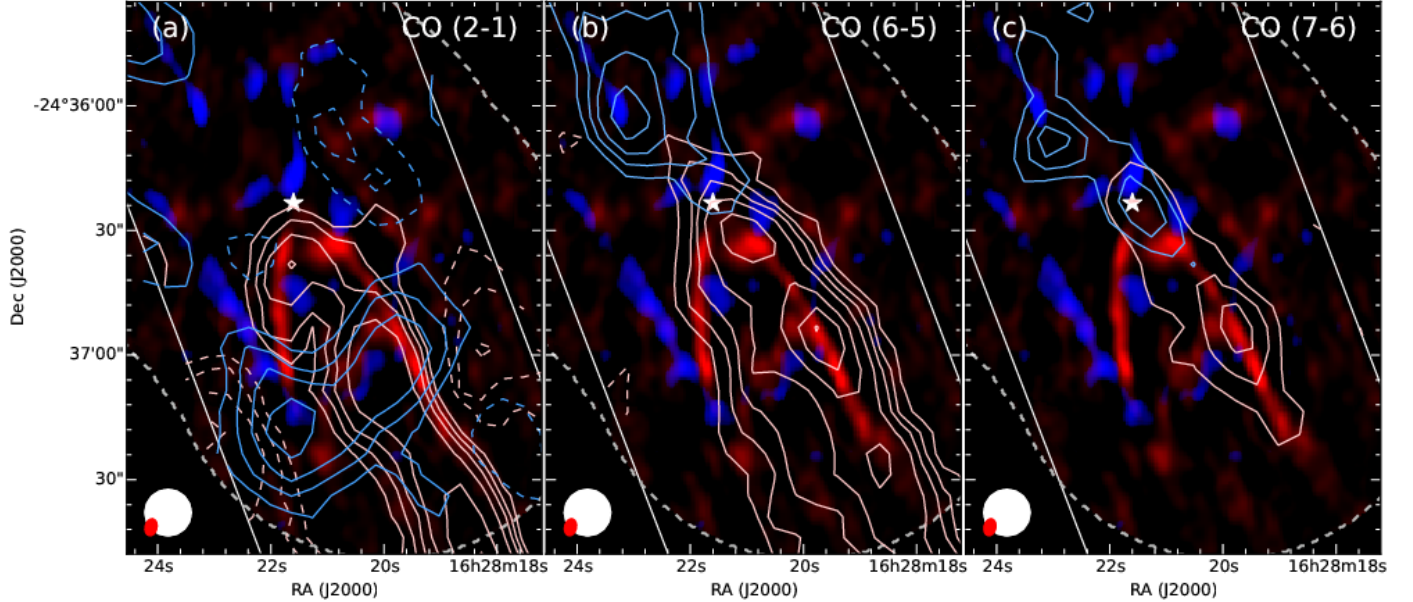 (a) CO (2-1)
(b) CO (6-5)
(c) CO (7-6)
-24°36'00"
30"
37'00"
30"
Dec (J2000)
24s 22s 20s 16h28m18s
24s 22s 20s 16h28m18s
24s 22s 20s 16h28m18s
RA (J2000)
RA (J2000)
RA (J2000)